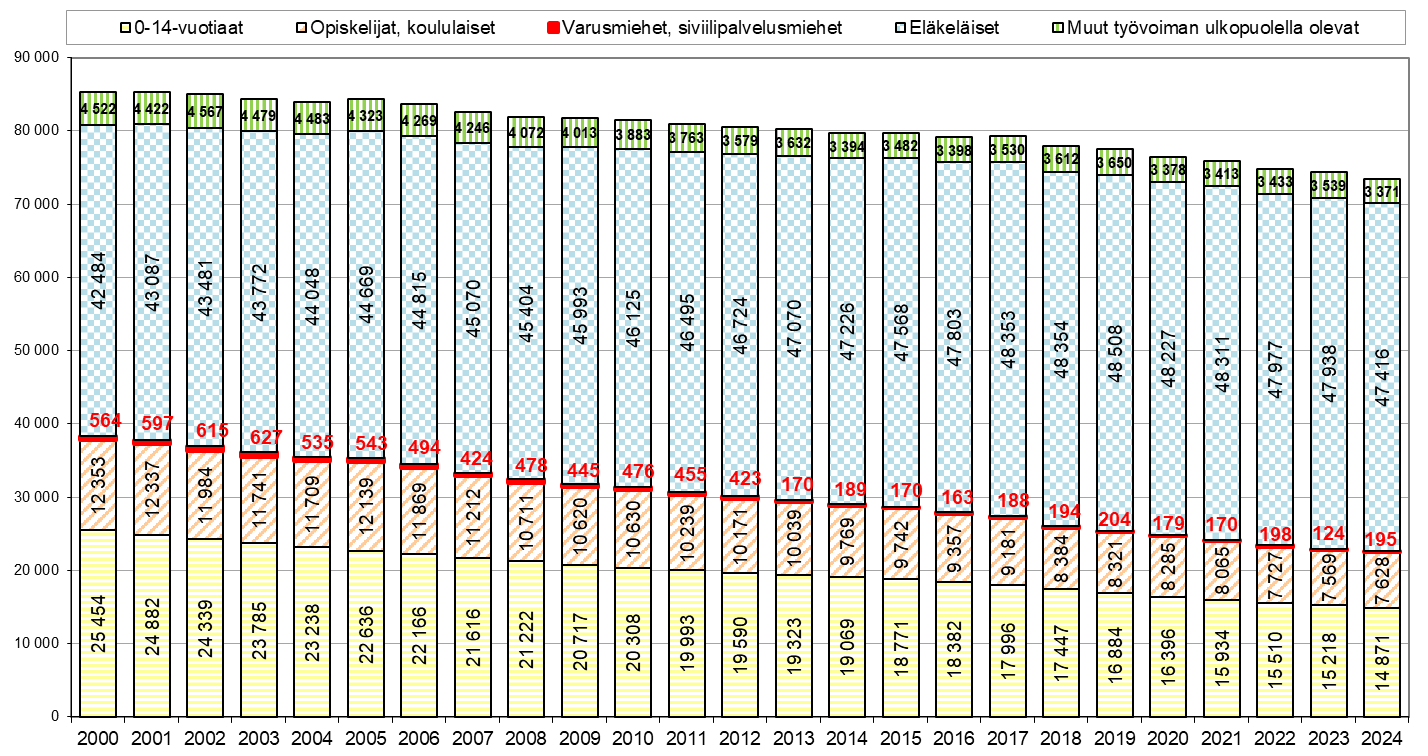 0-14-vuotiaat Opiskelijat, koululaiset Varusmiehet, siviilipalvelusmiehet Eläkeläiset Muut työvoiman ulkopuolella olevat
90 000
80 000
70 000
60 000
50 000
40 000
30 000
20 000
10 000
0
4 522 4 422 4 567 4 479 4 483 4 323 4 269 4 246 4 072 4 013 3 883 3 763 3 579 3 632 3 394 3 482 3 398 3 530 3 612 3 650 3 378 3 413 3 433 3 539 3 371
42 484 43 087 43 481 43 772 44 048 44 669 44 815 45 070 45 404 45 993 46 125 46 495 46 724 47 070 47 226 47 568 47 803 48 353 48 354 48 508 48 227 48 311 47 977 47 938 47 416
564 597 615 627 535 543 494 424 478 445 476 455 423 170 189 170 163 188 194 204 179 170 198 124 195
12 353 12 337 11 984 11 741 11 709 12 139 11 869 11 212 10 711 10 620 10 630 10 239 10 171 10 039 9 769 9 742 9 357 9 181 8 384 8 321 8 285 8 065 7 727 7 569 7 628
25 454 24 882 24 339 23 785 23 238 22 636 22 166 21 616 21 222 20 717 20 308 19 993 19 590 19 323 19 069 18 771 18 382 17 996 17 447 16 884 16 396 15 934 15 510 15 218 14 871
2000 2001 2002 2003 2004 2005 2006 2007 2008 2009 2010 2011 2012 2013 2014 2015 2016 2017 2018 2019 2020 2021 2022 2023 2024